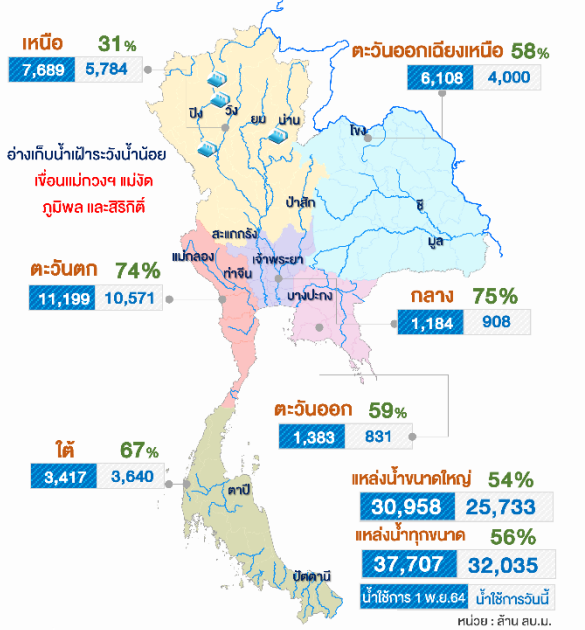 เหนือ 31%
7,689 5,784
ตะวันออกเฉียงเหนือ 58%
6,108 4,000
ปิง
วัง
ยม
น่าน
โขง
อ่างเก็บน้ำเฝ้าระวังน้ำน้อย
เขื่อนแม่กวงฯ แม่งัด
ภูมิพล และสิริกิติ์
ป่าสัก
ชี
มูล
สะแกกรัง
แม่กลอง
ท่าจีน
เจ้าพระยา
บางปะกง
ตะวันตก 74%
11,199 10,571
กลาง 75%
1,184 908
ตะวันออก 59%
1,383 831
ใต้ 67%
3,417 3,640
ตาปี
ปัตตานี
แหล่งน้ำขนาดใหญ่ 54%
30,958 25,733
แหล่งน้ำทุกขนาด 56%
37,707 32,035
น้ำใช้การ 1 พ.ย.64 น้ำใช้การวันนี้
หน่วย : ล้าน ลบ.ม.